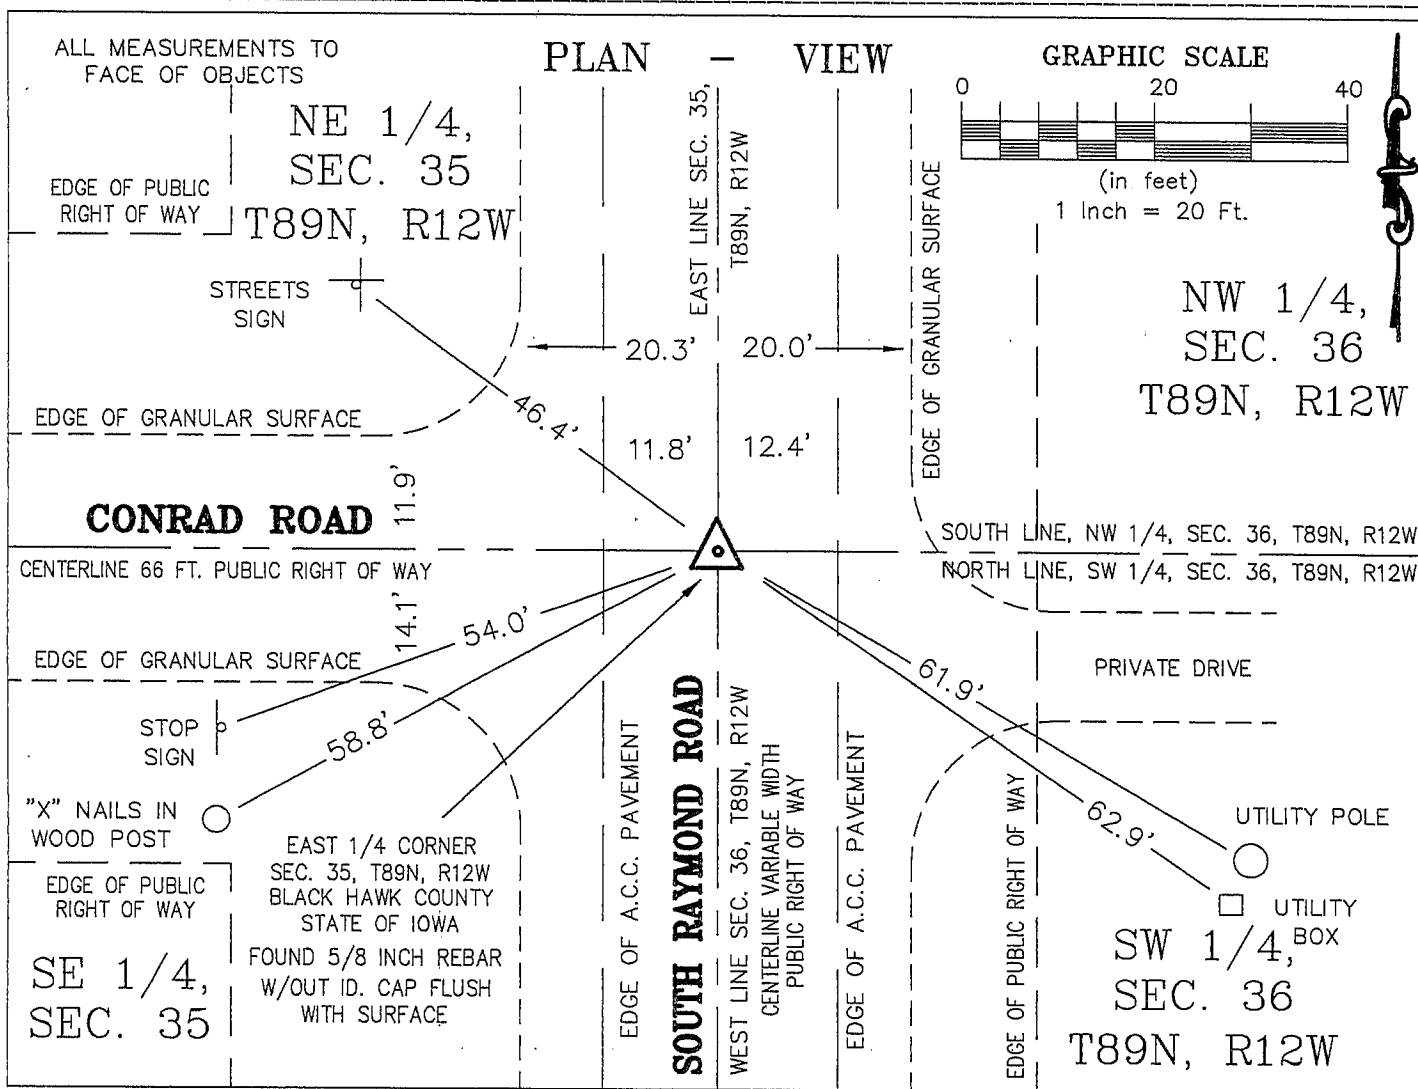 ALL MEASUREMENTS TO
FACE OF OBJECTS
PLAN - VIEW
GRAPHIC SCALE
0 20 40
(in feet)
1 Inch = 20 Ft.
NE 1/4,
SEC. 35
T89N, R12W
EDGE OF PUBLIC
RIGHT OF WAY
EAST LINE SEC. 35,
T89N, R12W
EDGE OF GRANULAR SURFACE
NW 1/4,
SEC. 36
T89N, R12W
STREETS
SIGN
20.3' 20.0'
46.4'
EDGE OF GRANULAR SURFACE
11.8' 12.4'
11.9'
CONRAD ROAD
CENTERLINE 66 FT. PUBLIC RIGHT OF WAY
SOUTH LINE, NW 1/4, SEC. 36, T89N, R12W
NORTH LINE, SW 1/4, SEC. 36, T89N, R12W
14.1'
54.0'
EDGE OF GRANULAR SURFACE
58.8'
STOP
SIGN
61.9'
PRIVATE DRIVE
62.9'
"X" NAILS IN
WOOD POST
UTILITY POLE
UTILITY
BOX
EDGE OF PUBLIC
RIGHT OF WAY
EAST 1/4 CORNER
SEC. 35, T89N, R12W
BLACK HAWK COUNTY
STATE OF IOWA
FOUND 5/8 INCH REBAR
W/OUT ID. CAP FLUSH
WITH SURFACE
SE 1/4,
SEC. 35
EDGE OF A.C.C. PAVEMENT
SOUTH RAYMOND ROAD
WEST LINE SEC. 36, T89N, R12W
CENTERLINE VARIABLE WIDTH
PUBLIC RIGHT OF WAY
EDGE OF A.C.C. PAVEMENT
EDGE OF PUBLIC RIGHT OF WAY
SW 1/4,
SEC. 36
T89N, R12W